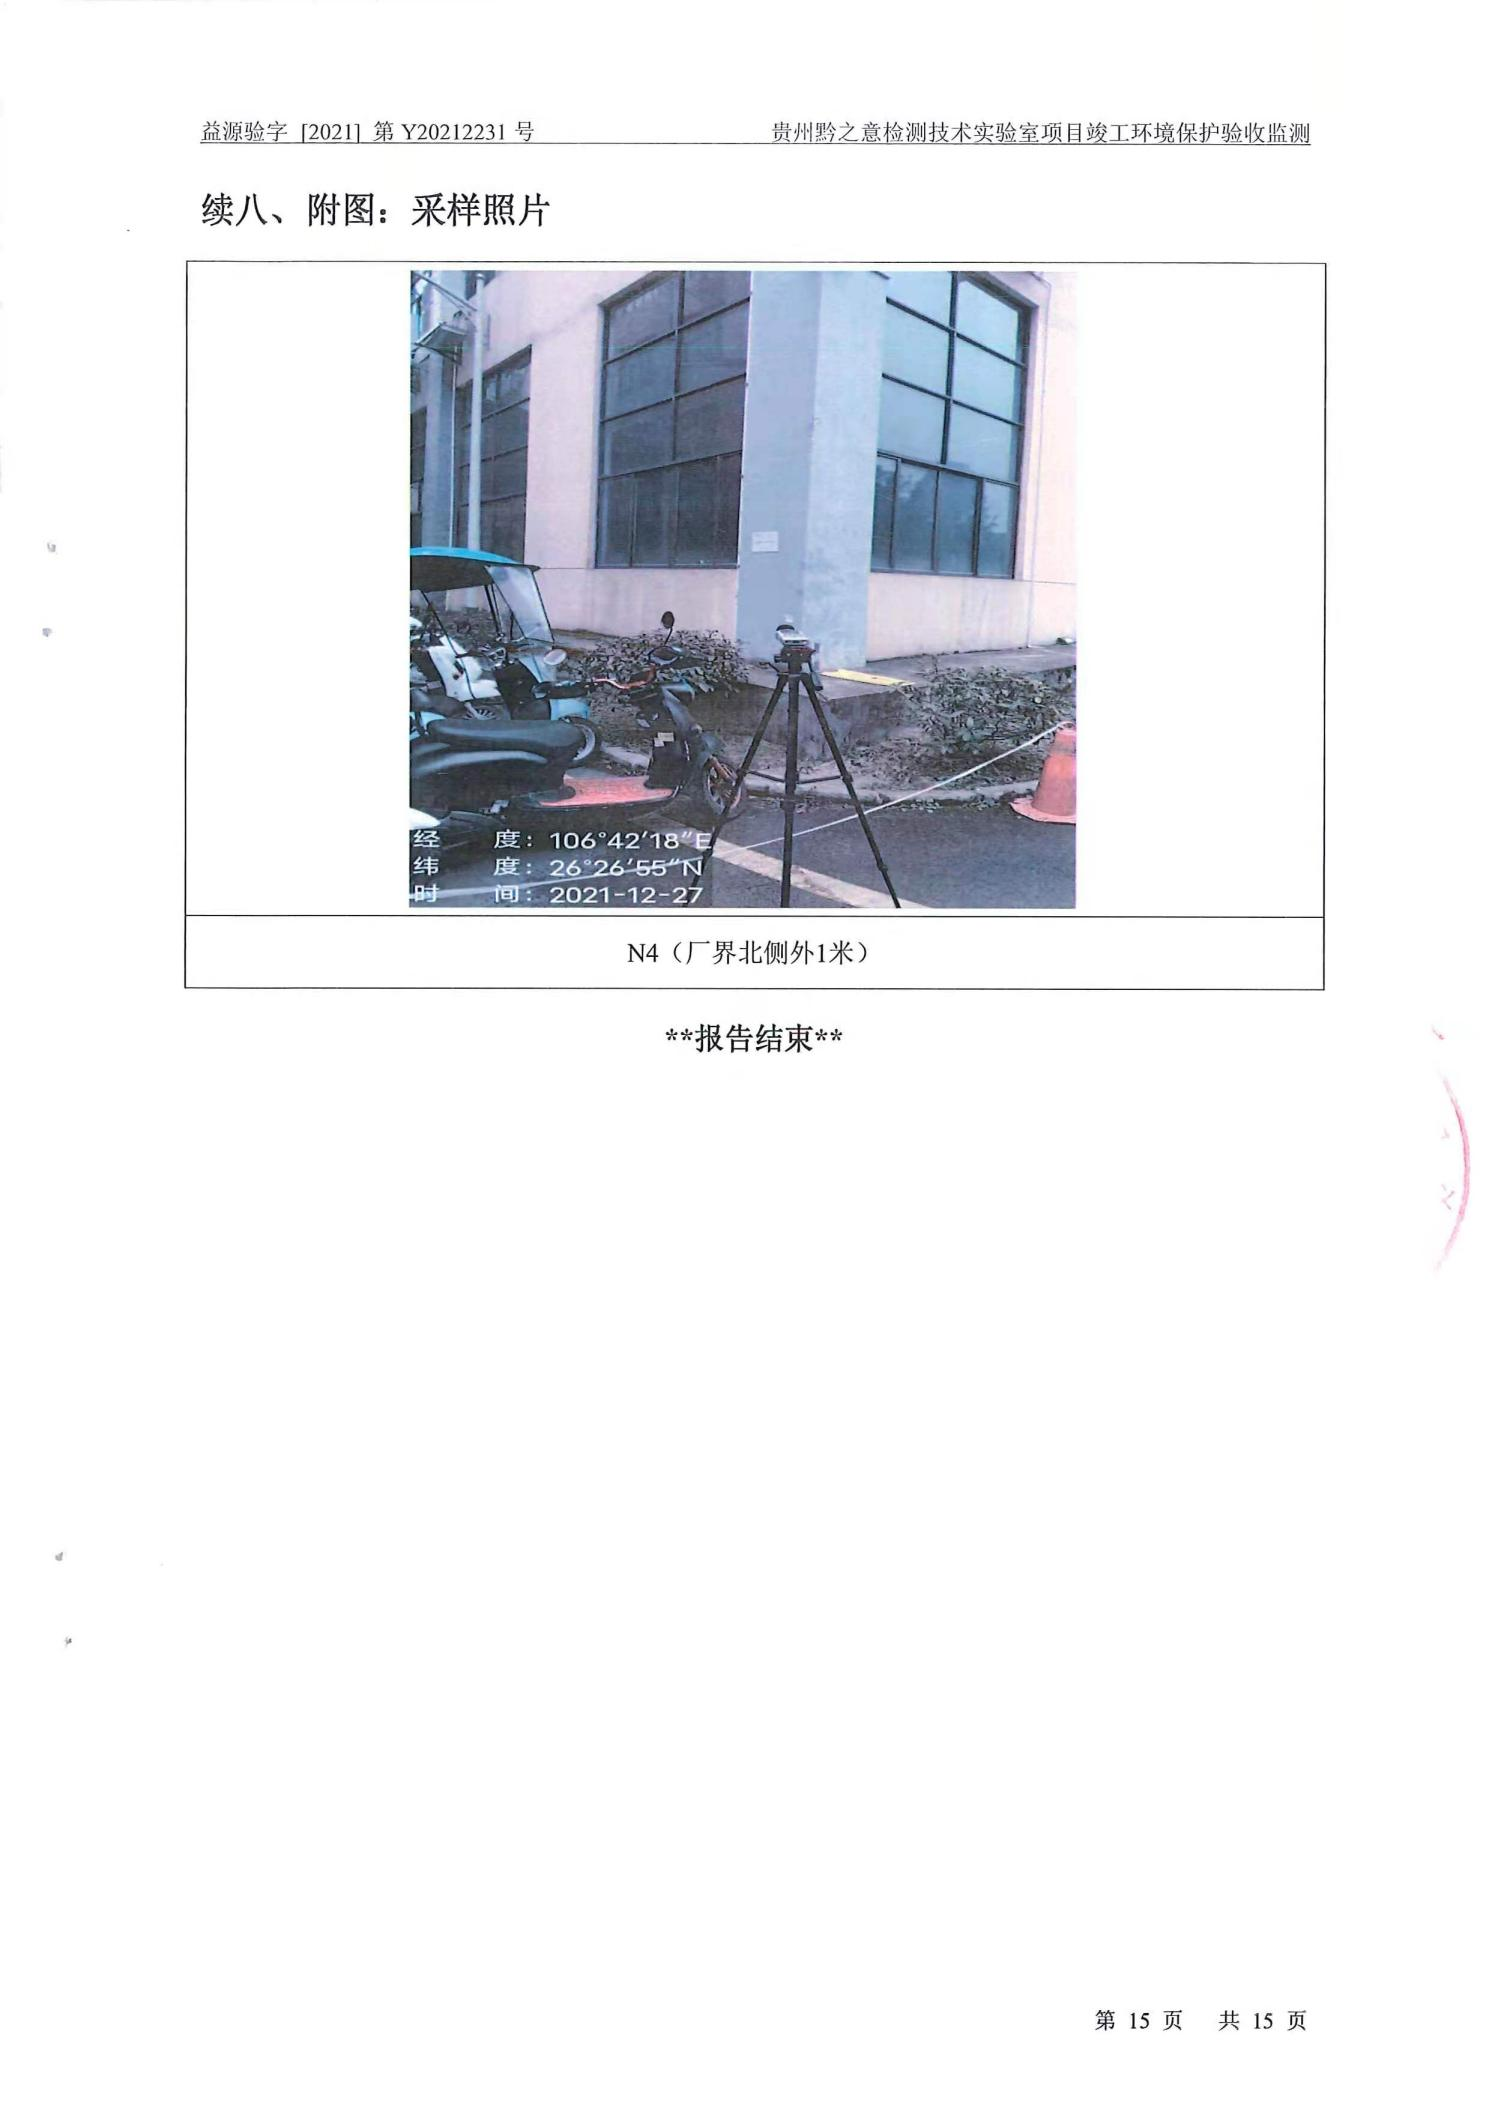 益源验字 [2021] 第 Y20212231 号
贵州黔之意检测技术实验室项目竣工环境保护验收监测
续八、附图：采样照片
经 度：106°42′18″E
纬 度：26°26′55″N
时 间：2021-12-27
N4（厂界北侧外1米）
**报告结束**
第 15 页 共 15 页